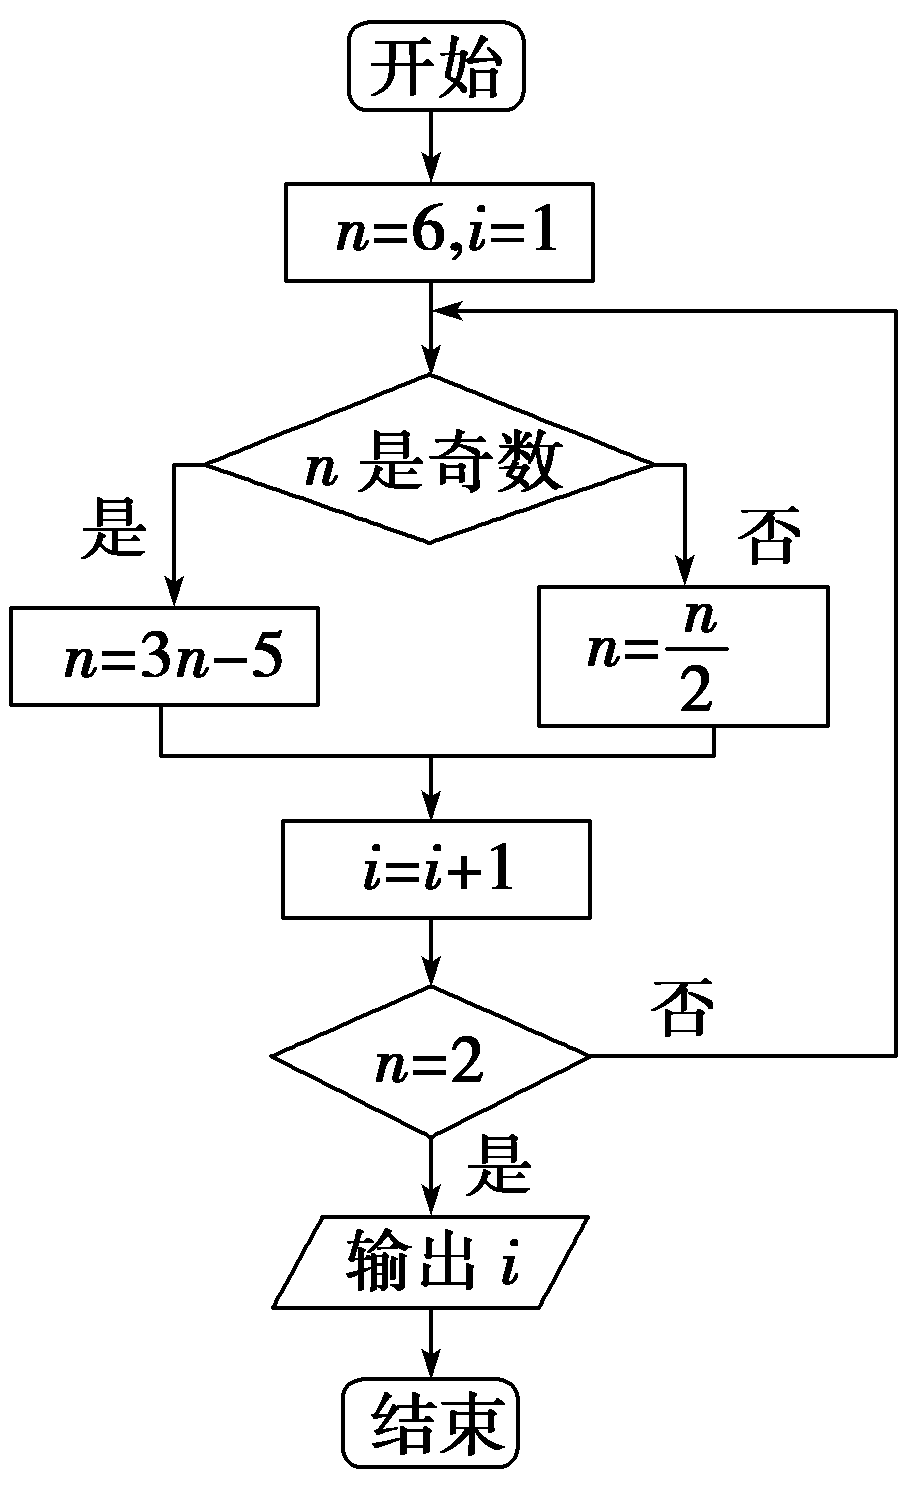 开始
n=6,i=1
n 是奇数
是
否
n=3n-5
n=n/2
i=i+1
否
n=2
是
输出 i
结束